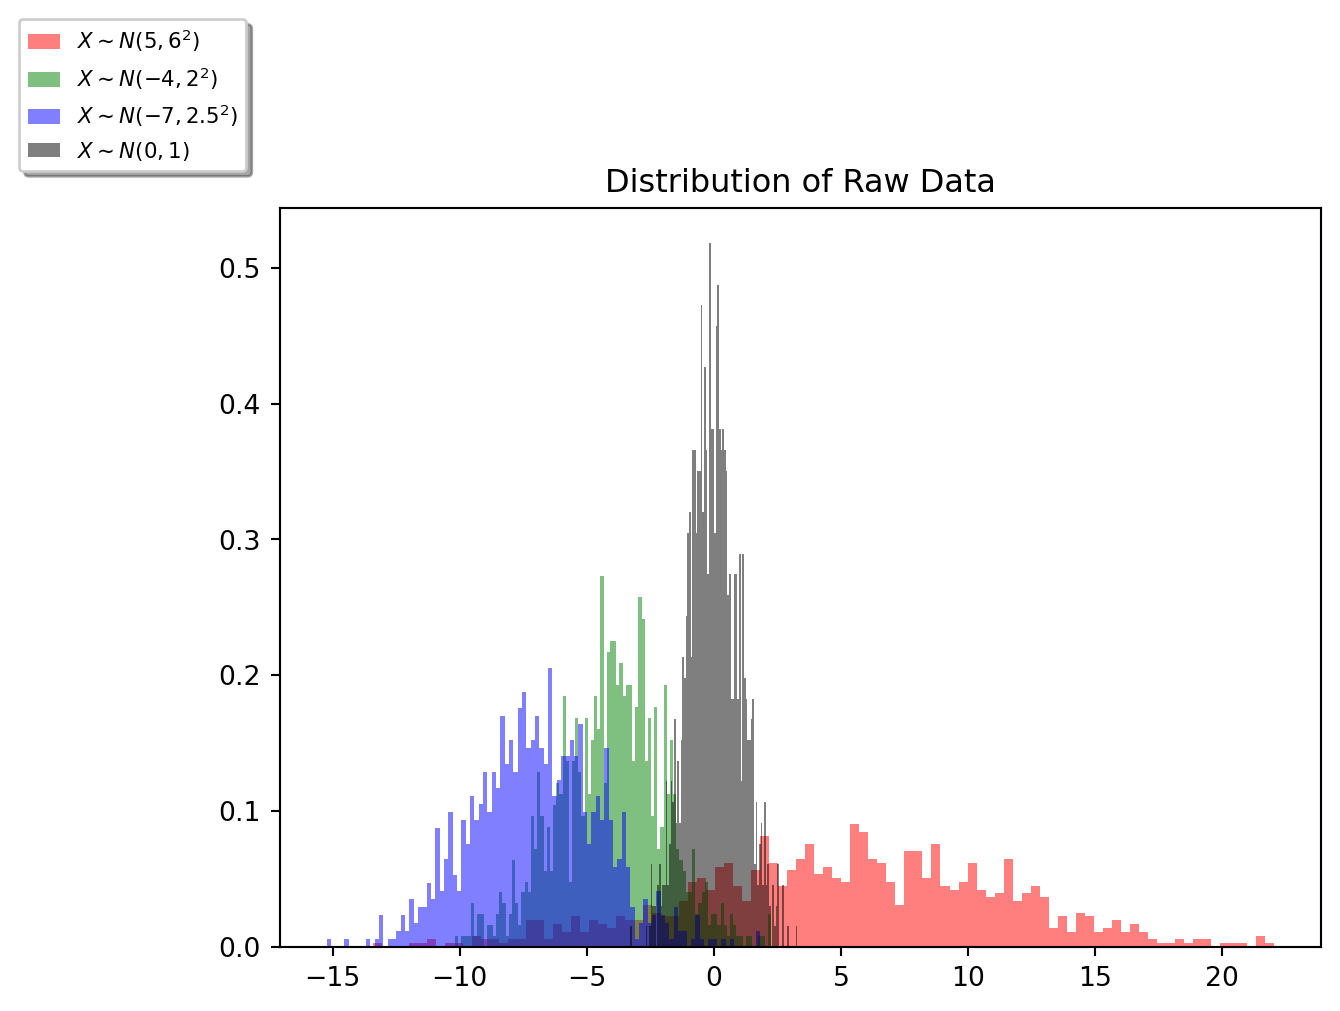 X ∼ N(5, 6²)
X ∼ N(−4, 2²)
X ∼ N(−7, 2.5²)
X ∼ N(0, 1)
Distribution of Raw Data
0.5
0.4
0.3
0.2
0.1
0.0
−15 −10 −5 0 5 10 15 20